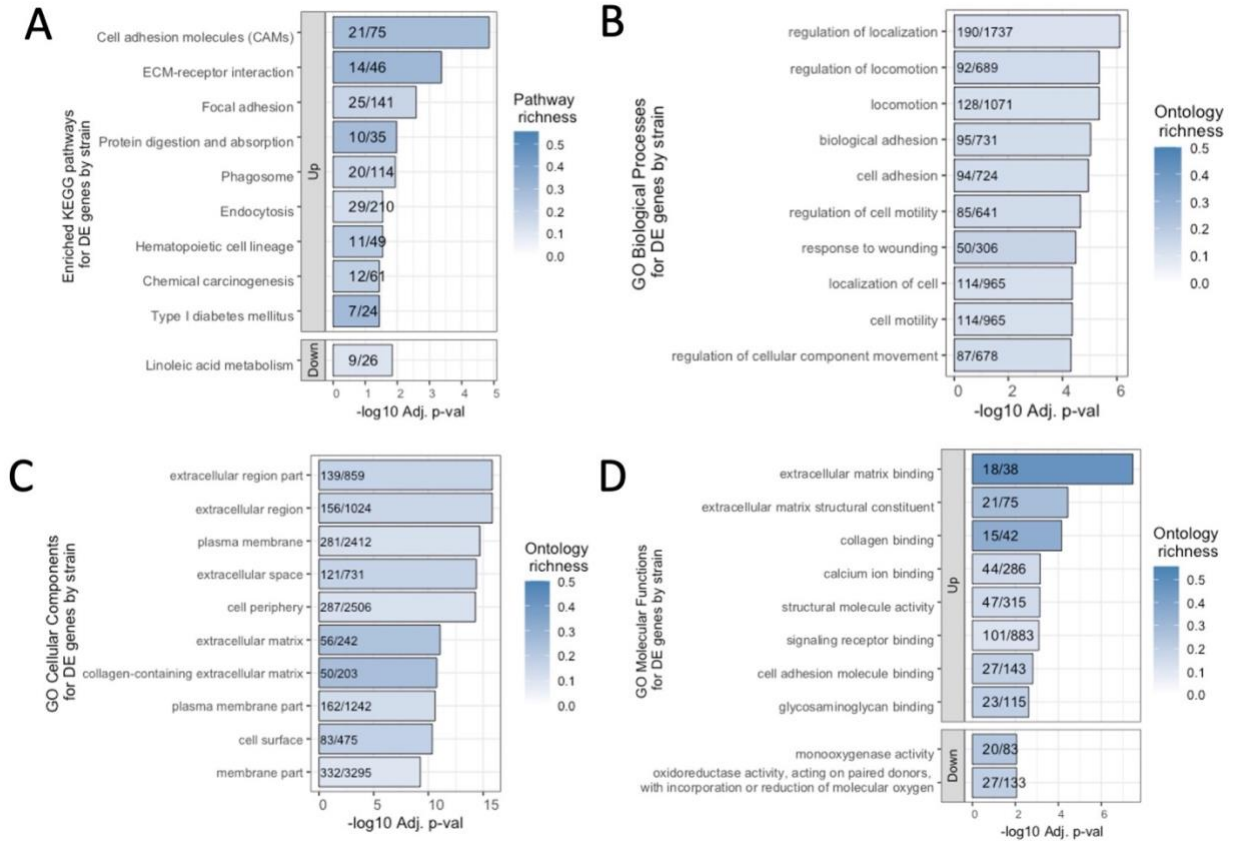 A
Enriched KEGG pathways
for DE genes by strain
Cell adhesion molecules (CAMs)
21/75
ECM-receptor interaction
14/46
Focal adhesion
25/141
Protein digestion and absorption
10/35
Phagosome
20/114
Endocytosis
29/210
Hematopoietic cell lineage
11/49
Chemical carcinogenesis
12/61
Type I diabetes mellitus
7/24
Up
Linoleic acid metabolism
9/26
Down
0 1 2 3 4 5
-log10 Adj. p-val
Pathway
richness
0.5
0.4
0.3
0.2
0.1
0.0
B
GO Biological Processes
for DE genes by strain
regulation of localization
190/1737
regulation of locomotion
92/689
locomotion
128/1071
biological adhesion
95/731
cell adhesion
94/724
regulation of cell motility
85/641
response to wounding
50/306
localization of cell
114/965
cell motility
114/965
regulation of cellular component movement
87/678
0 2 4 6
-log10 Adj. p-val
Ontology
richness
0.5
0.4
0.3
0.2
0.1
0.0
C
GO Cellular Components
for DE genes by strain
extracellular region part
139/859
extracellular region
156/1024
plasma membrane
281/2412
extracellular space
121/731
cell periphery
287/2506
extracellular matrix
56/242
collagen-containing extracellular matrix
50/203
plasma membrane part
162/1242
cell surface
83/475
membrane part
332/3295
0 5 10 15
-log10 Adj. p-val
Ontology
richness
0.5
0.4
0.3
0.2
0.1
0.0
D
GO Molecular Functions
for DE genes by strain
extracellular matrix binding
18/38
extracellular matrix structural constituent
21/75
collagen binding
15/42
calcium ion binding
44/286
structural molecule activity
47/315
signaling receptor binding
101/883
cell adhesion molecule binding
27/143
glycosaminoglycan binding
23/115
Up
monooxygenase activity
20/83
oxidoreductase activity, acting on paired donors,
with incorporation or reduction of molecular oxygen
27/133
Down
0 2 4 6
-log10 Adj. p-val
Ontology
richness
0.5
0.4
0.3
0.2
0.1
0.0